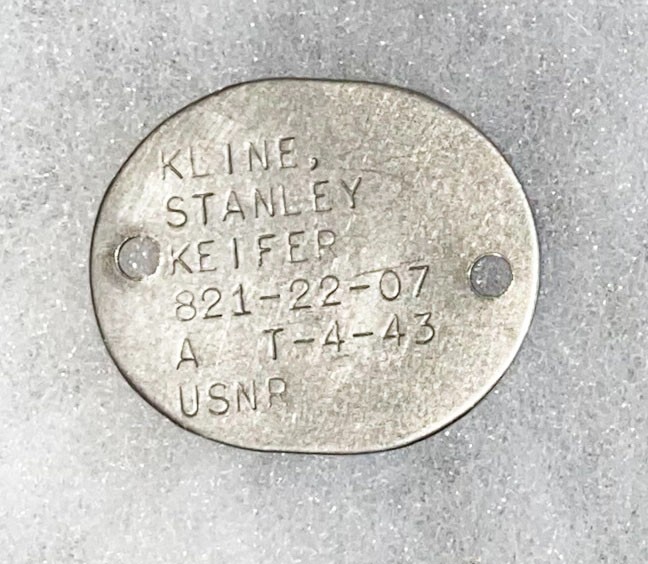 KLINE,
STANLEY
KEIFER
821-22-07
A T-4-43
USNR